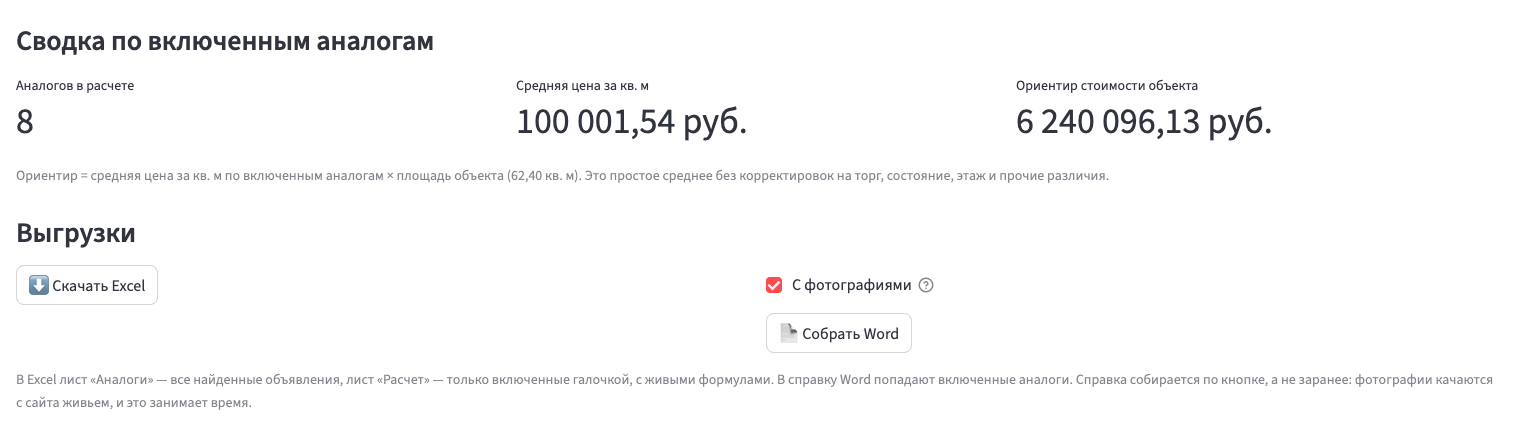 Сводка по включенным аналогам
Аналогов в расчете
8
Средняя цена за кв. м
100 001,54 руб.
Ориентир стоимости объекта
6 240 096,13 руб.
Ориентир = средняя цена за кв. м по включенным аналогам × площадь объекта (62,40 кв. м). Это простое среднее без корректировок на торг, состояние, этаж и прочие различия.
Выгрузки
Скачать Excel
С фотографиями
Собрать Word
В Excel лист «Аналоги» — все найденные объявления, лист «Расчет» — только включенные галочкой, с живыми формулами. В справку Word попадают включенные аналоги. Справка собирается по кнопке, а не заранее: фотографии качаются
с сайта живьем, и это занимает время.